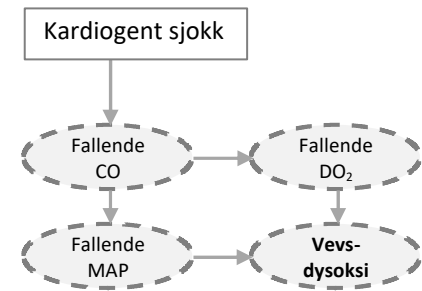 Kardiogent sjokk
Fallende
CO
Fallende
DO₂
Fallende
MAP
Vevs-
dysoksi